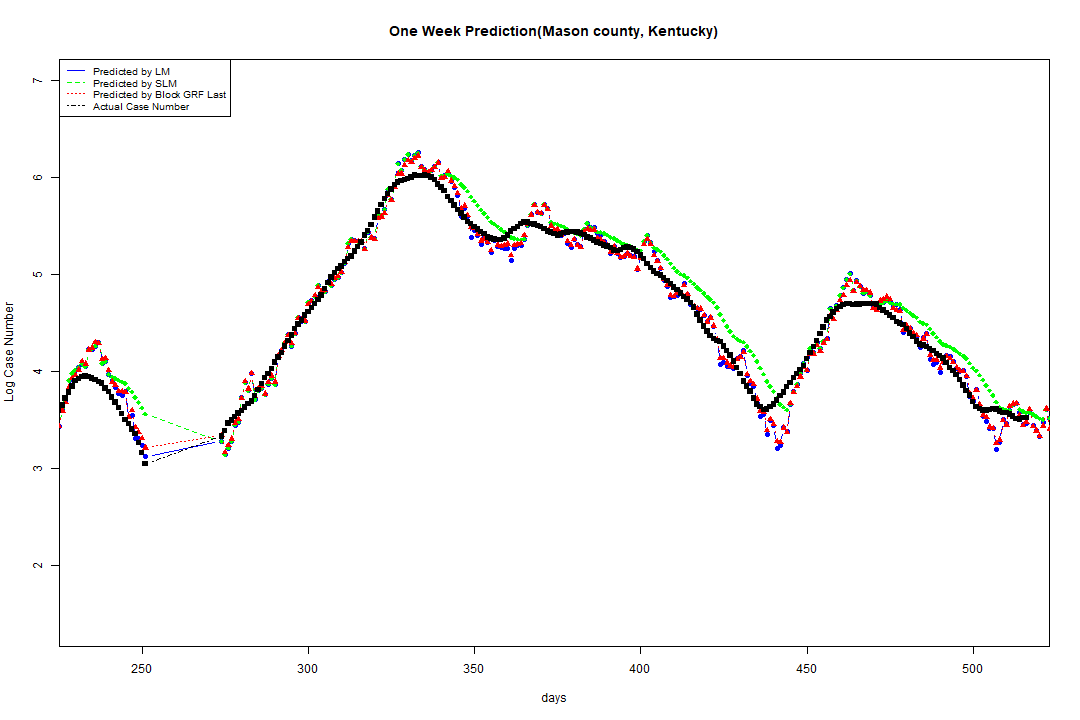 One Week Prediction(Mason county, Kentucky)
Predicted by LM
Predicted by SLM
Predicted by Block GRF Last
Actual Case Number
7
6
5
4
3
2
Log Case Number
250 300 350 400 450 500
days